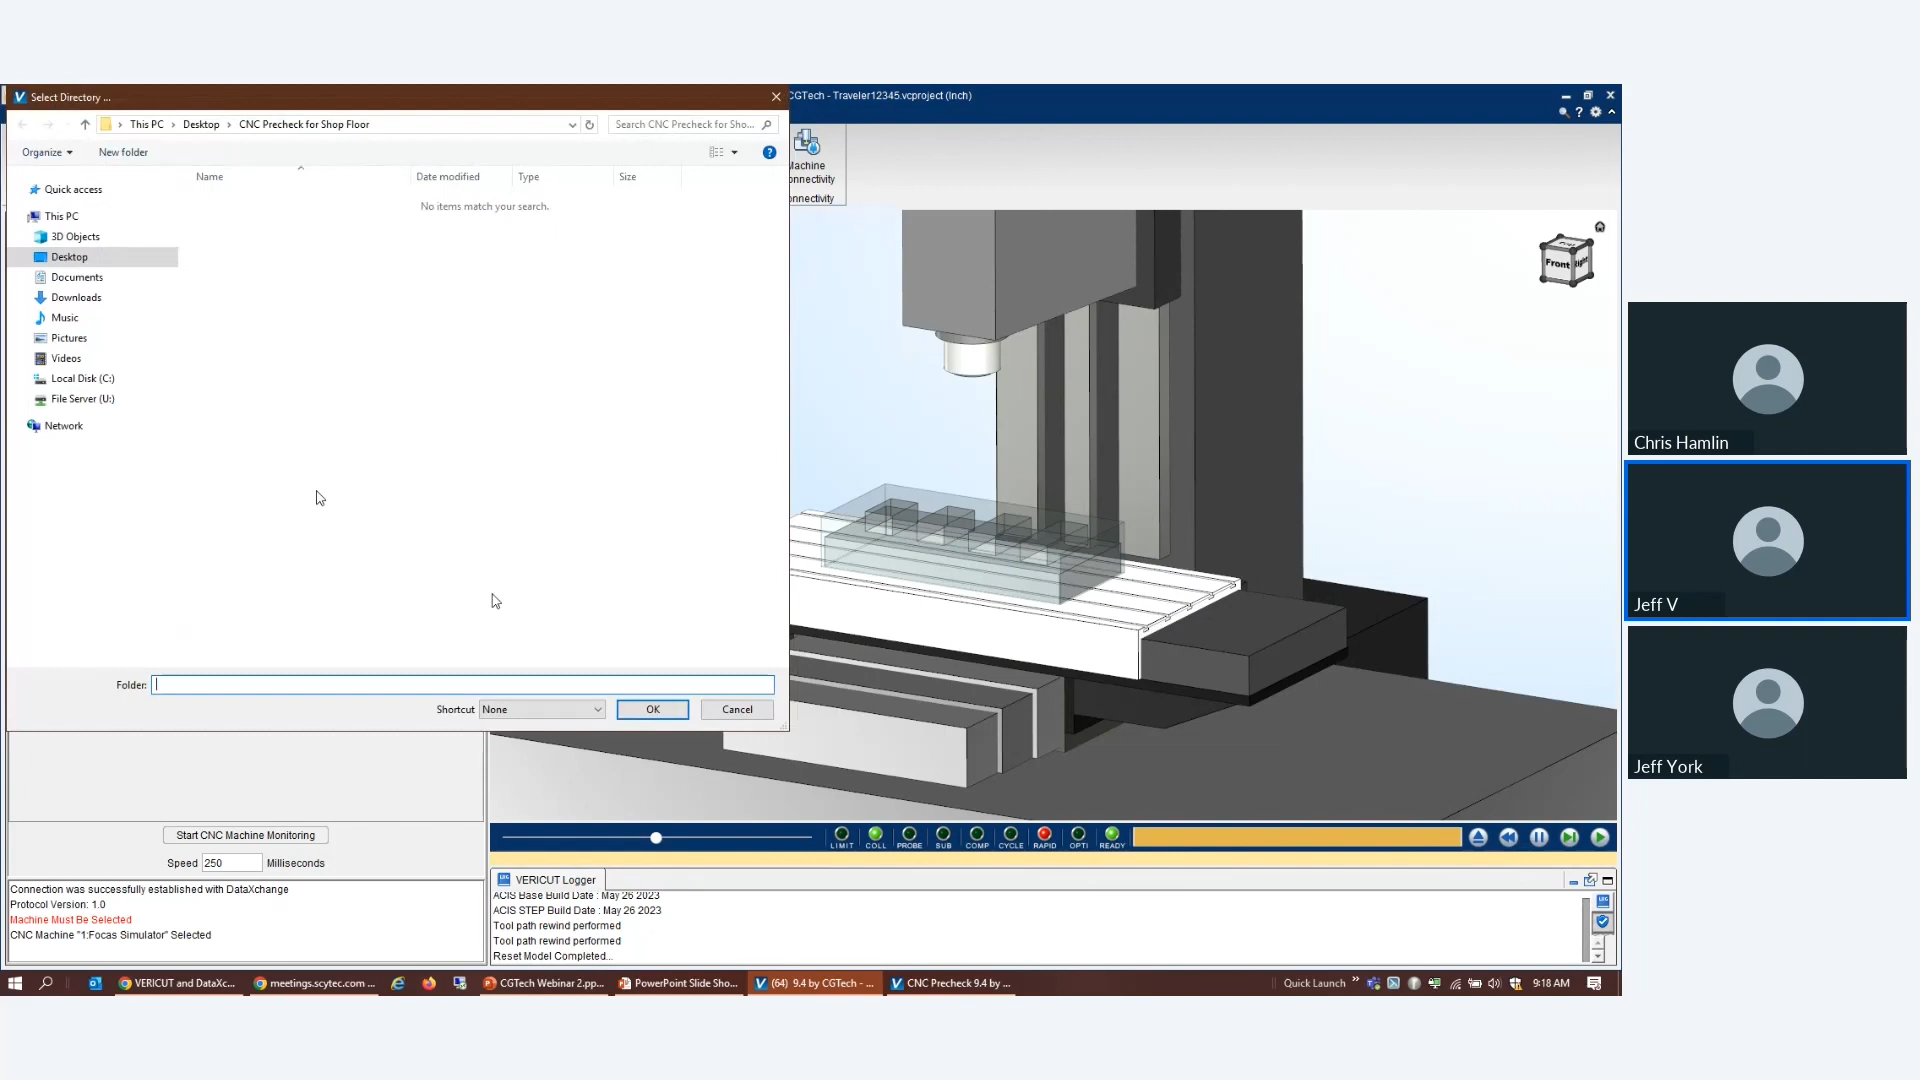 Select Directory ...
CGTech - Traveler12345.vcproject (Inch)
This PC
Desktop
CNC Precheck for Shop Floor
Search CNC Precheck for Sho...
Organize
New folder
Machine
onnectivity
onnectivity
Name
Date modified
Type
Size
No items match your search.
Quick access
This PC
3D Objects
Desktop
Documents
Downloads
Music
Pictures
Videos
Local Disk (C:)
File Server (U:)
Network
Front
Right
Folder:
Shortcut
None
OK
Cancel
Start CNC Machine Monitoring
Speed
250
Milliseconds
LIMIT
COLL
PROBE
SUB
COMP
CYCLE
RAPID
OPTI
READY
Connection was successfully established with DataXchange
Protocol Version: 1.0
Machine Must Be Selected
CNC Machine "1:Focas Simulator" Selected
VERICUT Logger
ACIS Base Build Date : May 26 2023
ACIS STEP Build Date : May 26 2023
Tool path rewind performed
Tool path rewind performed
Reset Model Completed...
VERICUT and DataXc...
meetings.scytec.com ...
CGTech Webinar 2.pp...
PowerPoint Slide Sho...
(64) 9.4 by CGTech - ...
CNC Precheck 9.4 by ...
Quick Launch
9:18 AM
Chris Hamlin
Jeff V
Jeff York